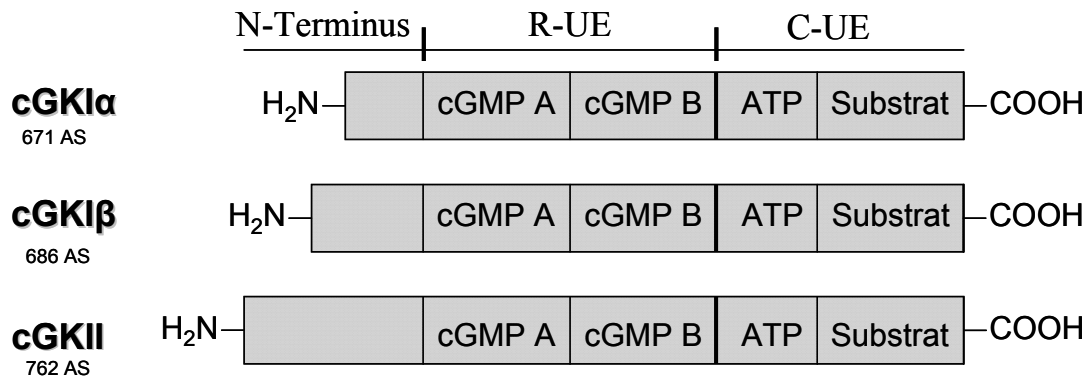 N-Terminus R-UE C-UE
cGKIα H₂N cGMP A cGMP B ATP Substrat COOH
671 AS
cGKIβ H₂N cGMP A cGMP B ATP Substrat COOH
686 AS
cGKII H₂N cGMP A cGMP B ATP Substrat COOH
762 AS